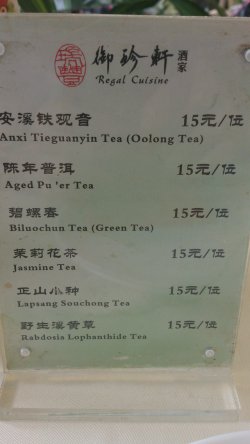 御珍軒 酒家
Regal Cuisine
安溪铁观音 15元/位
Anxi Tieguanyin Tea (Oolong Tea)
陈年普洱 15元/位
Aged Pu 'er Tea
碧螺春 15元/位
Biluochun Tea (Green Tea)
茉莉花茶 15元/位
Jasmine Tea
正山小种 15元/位
Lapsang Souchong Tea
野生溪黄草 15元/位
Rabdosia Lophanthide Tea